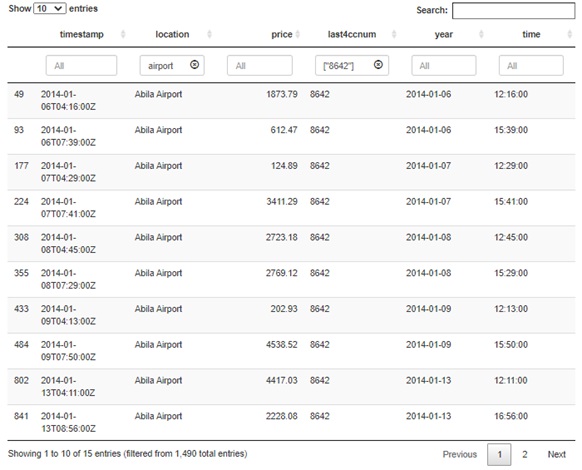 Show 10 entries Search:
timestamp location price last4ccnum year time
All airport All ["8642"] All All
49 2014-01-06T04:16:00Z Abila Airport 1873.79 8642 2014-01-06 12:16:00
93 2014-01-06T07:39:00Z Abila Airport 612.47 8642 2014-01-06 15:39:00
177 2014-01-07T04:29:00Z Abila Airport 124.89 8642 2014-01-07 12:29:00
224 2014-01-07T07:41:00Z Abila Airport 3411.29 8642 2014-01-07 15:41:00
308 2014-01-08T04:45:00Z Abila Airport 2723.18 8642 2014-01-08 12:45:00
355 2014-01-08T07:29:00Z Abila Airport 2769.12 8642 2014-01-08 15:29:00
433 2014-01-09T04:13:00Z Abila Airport 202.93 8642 2014-01-09 12:13:00
484 2014-01-09T07:50:00Z Abila Airport 4538.52 8642 2014-01-09 15:50:00
802 2014-01-13T04:11:00Z Abila Airport 4417.03 8642 2014-01-13 12:11:00
841 2014-01-13T08:56:00Z Abila Airport 2228.08 8642 2014-01-13 16:56:00
Showing 1 to 10 of 15 entries (filtered from 1,490 total entries) Previous 1 2 Next